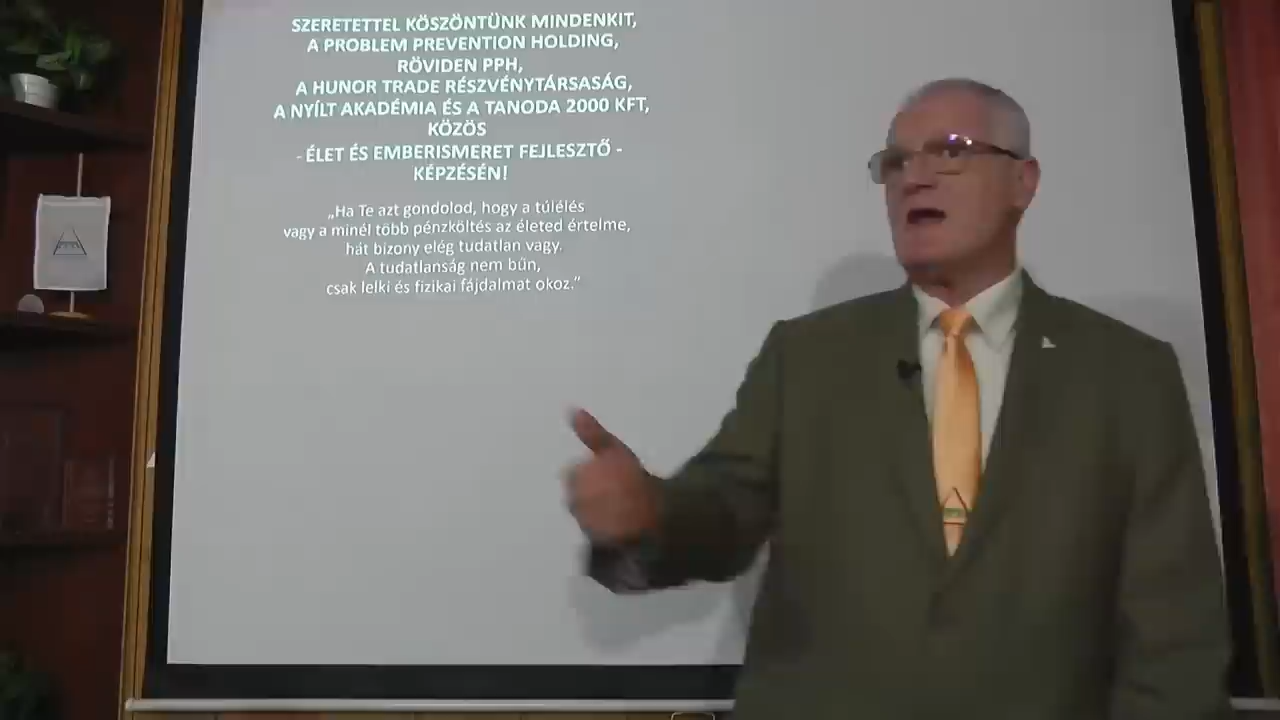 SZERETETTEL KÖSZÖNTÜNK MINDENKIT,
A PROBLEM PREVENTION HOLDING,
RÖVIDEN PPH,
A HUNOR TRADE RÉSZVÉNYTÁRSASÁG,
A NYÍLT AKADÉMIA ÉS A TANODA 2000 KFT,
KÖZÖS
- ÉLET ÉS EMBERISMERET FEJLESZTŐ -
KÉPZÉSÉN!
„Ha Te azt gondolod, hogy a túlélés
vagy a minél több pénzköltés az életed értelme,
hát bizony elég tudatlan vagy.
A tudatlanság nem bűn,
csak lelki és fizikai fájdalmat okoz.”